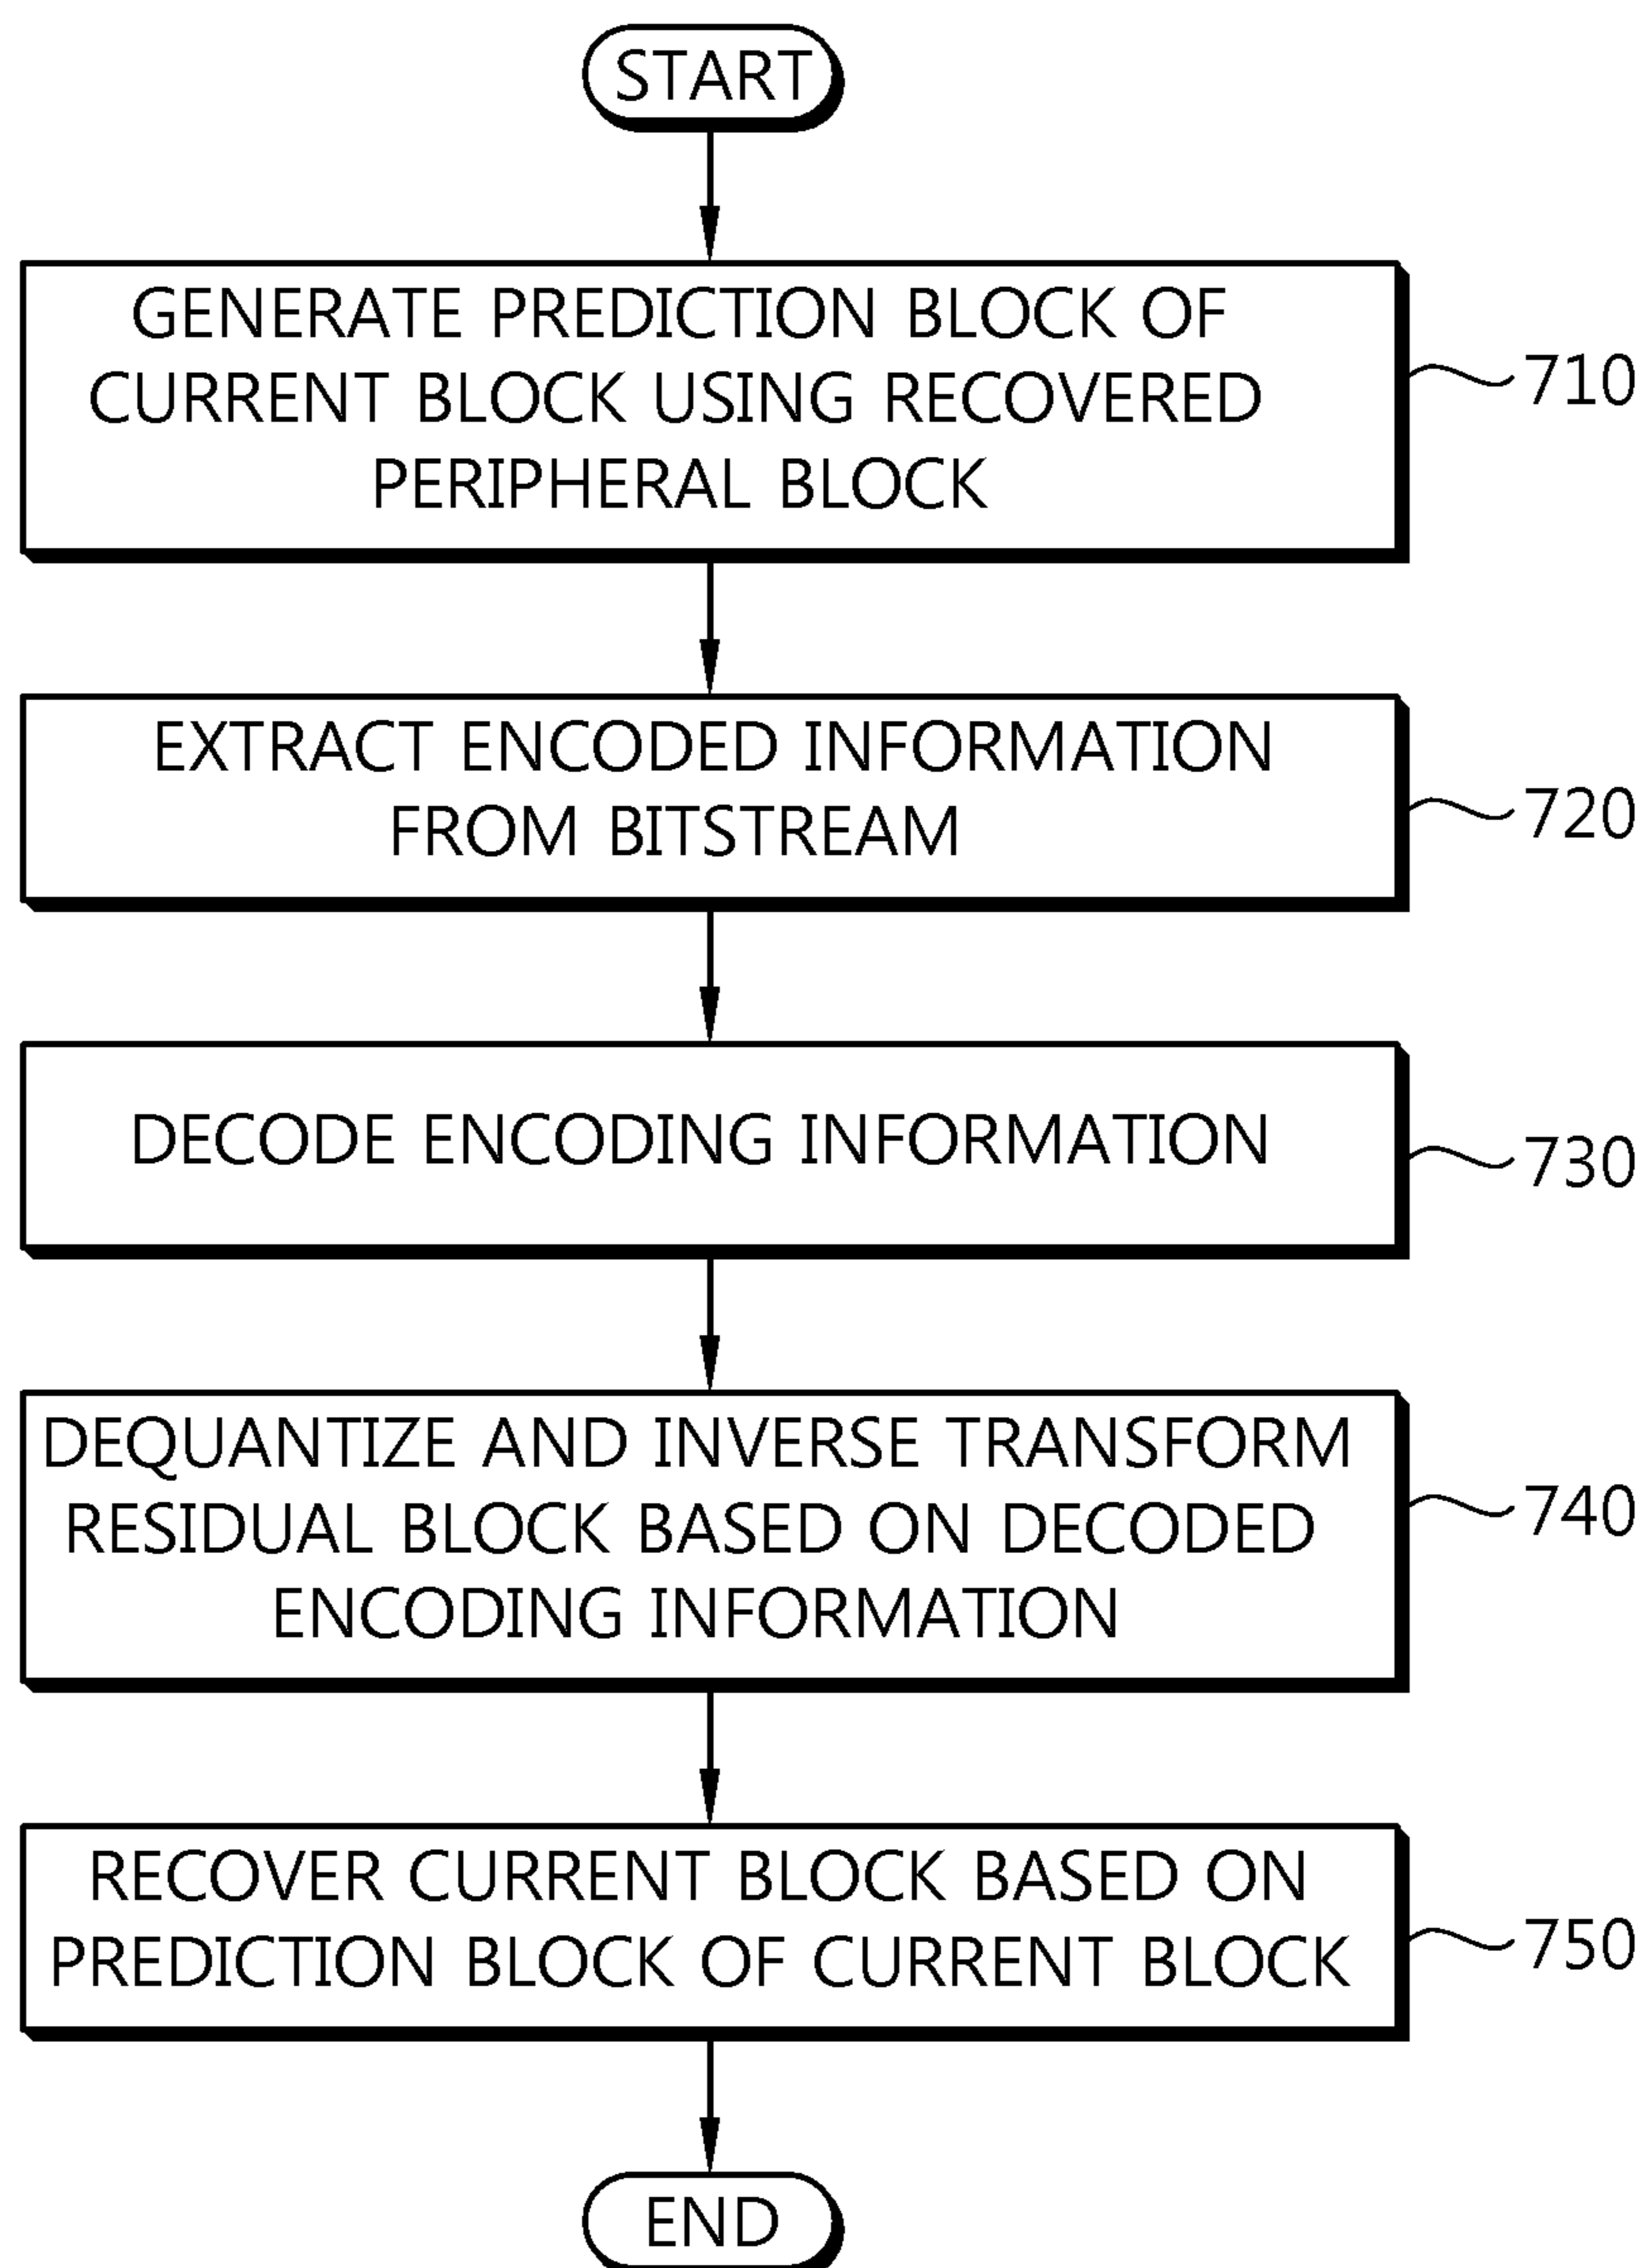 START
GENERATE PREDICTION BLOCK OF
CURRENT BLOCK USING RECOVERED
PERIPHERAL BLOCK
710
EXTRACT ENCODED INFORMATION
FROM BITSTREAM
720
DECODE ENCODING INFORMATION
730
DEQUANTIZE AND INVERSE TRANSFORM
RESIDUAL BLOCK BASED ON DECODED
ENCODING INFORMATION
740
RECOVER CURRENT BLOCK BASED ON
PREDICTION BLOCK OF CURRENT BLOCK
750
END